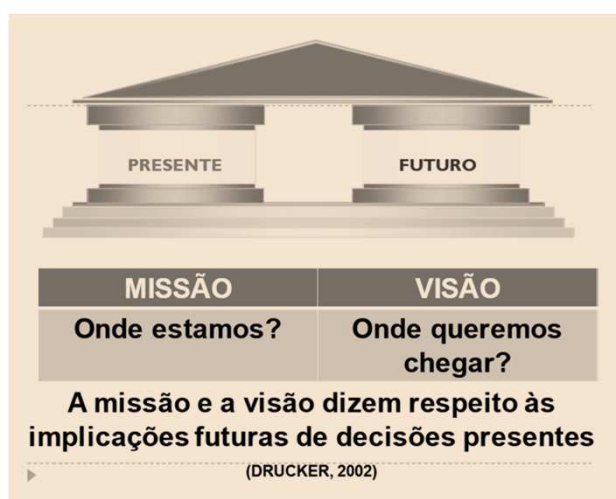 PRESENTE
FUTURO
MISSÃO
VISÃO
Onde estamos?
Onde queremos
chegar?
A missão e a visão dizem respeito às
implicações futuras de decisões presentes
(DRUCKER, 2002)